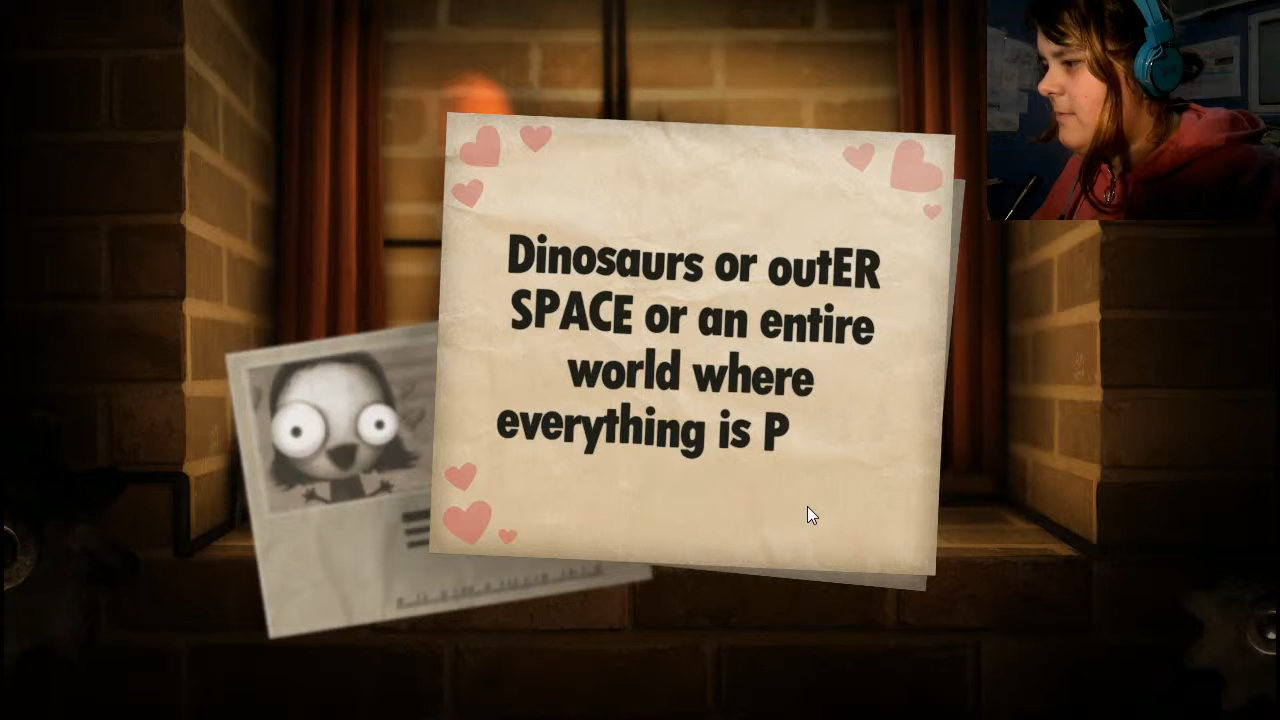 Dinosaurs or outER
SPACE or an entire
world where
everything is P